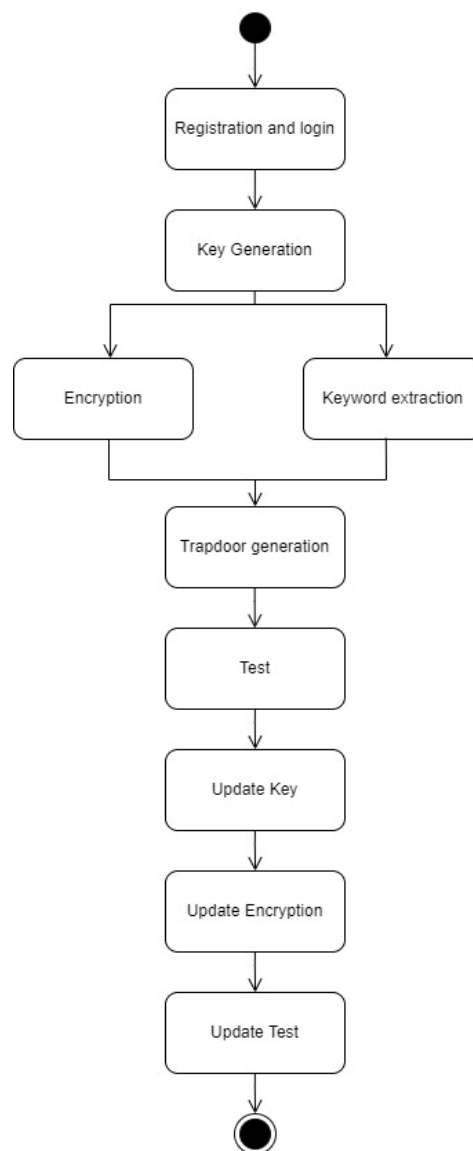 Registration and login
Key Generation
Encryption
Keyword extraction
Trapdoor generation
Test
Update Key
Update Encryption
Update Test